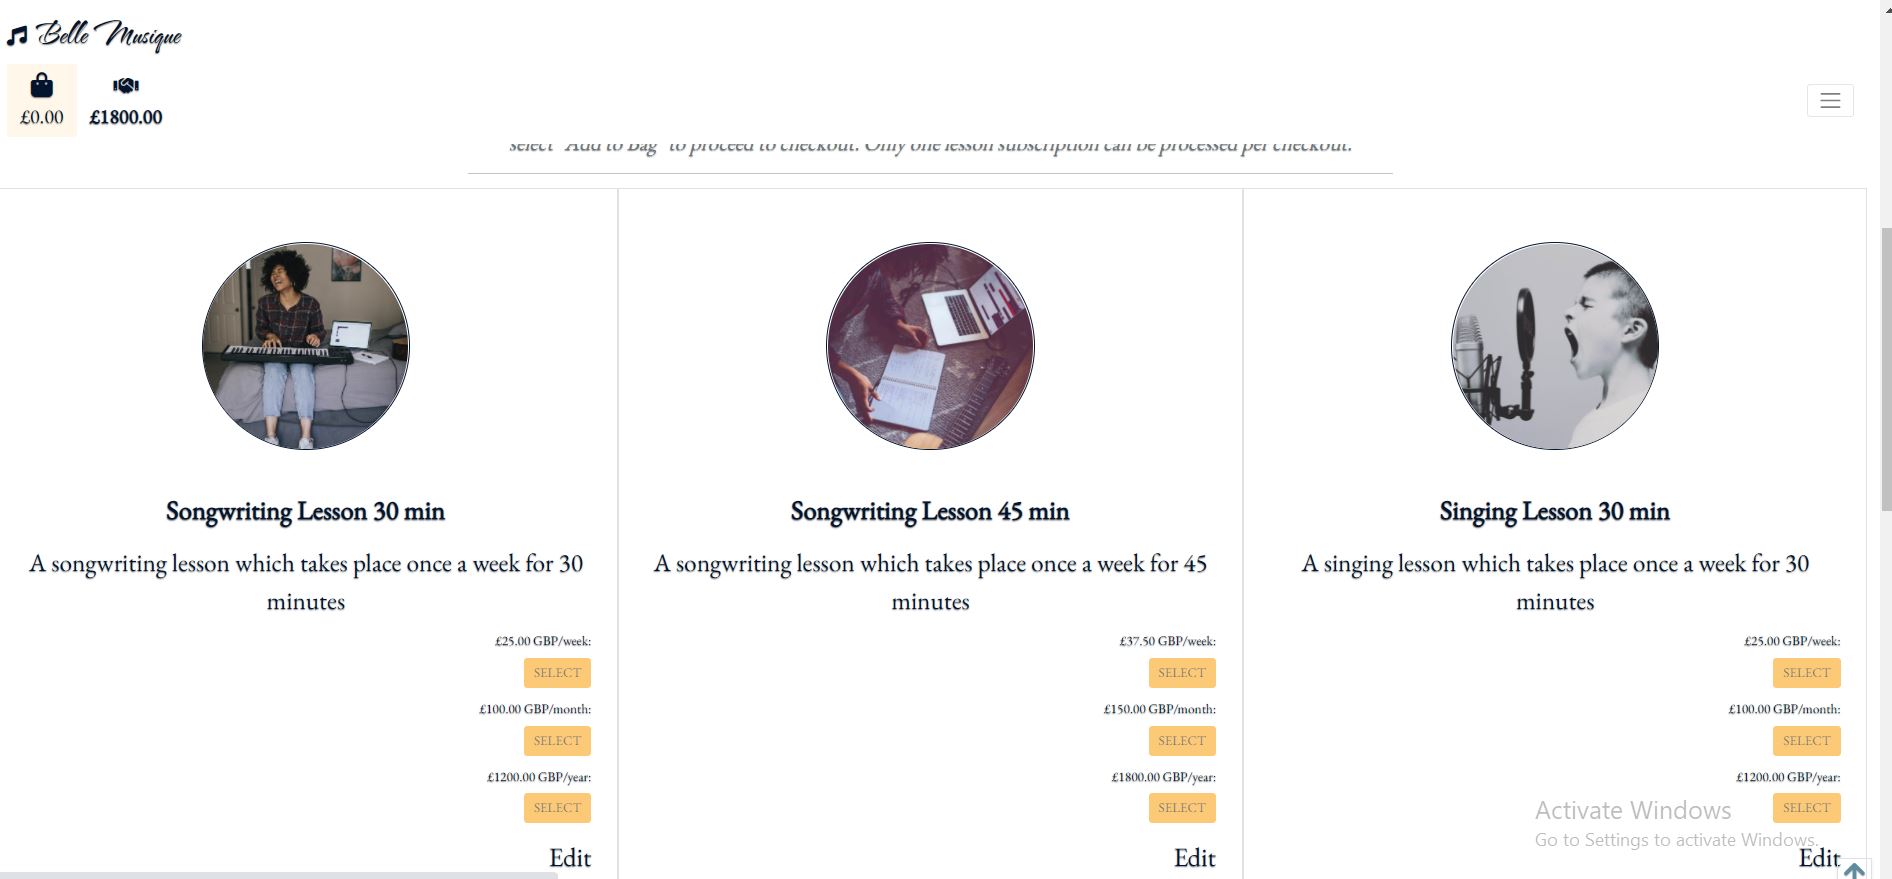 Belle Musique
£0.00
£1800.00
select "Add to Bag" to proceed to checkout. Only one lesson subscription can be processed per checkout.
Songwriting Lesson 30 min
A songwriting lesson which takes place once a week for 30
minutes
£25.00 GBP/week:
SELECT
£100.00 GBP/month:
SELECT
£1200.00 GBP/year:
SELECT
Edit
Songwriting Lesson 45 min
A songwriting lesson which takes place once a week for 45
minutes
£37.50 GBP/week:
SELECT
£150.00 GBP/month:
SELECT
£1800.00 GBP/year:
SELECT
Edit
Singing Lesson 30 min
A singing lesson which takes place once a week for 30
minutes
£25.00 GBP/week:
SELECT
£100.00 GBP/month:
SELECT
£1200.00 GBP/year:
SELECT
Edit
Activate Windows
Go to Settings to activate Windows.